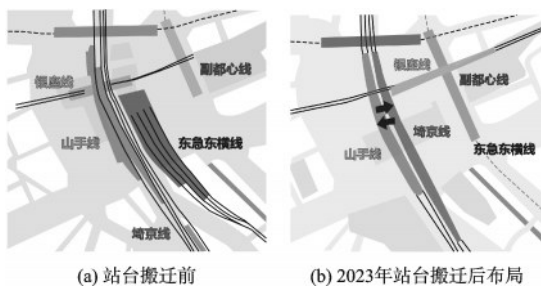 银座线
副都心线
山手线
东急东横线
埼京线
(a) 站台搬迁前
银座线
副都心线
埼京线
山手线
东急东横线
(b) 2023年站台搬迁后布局